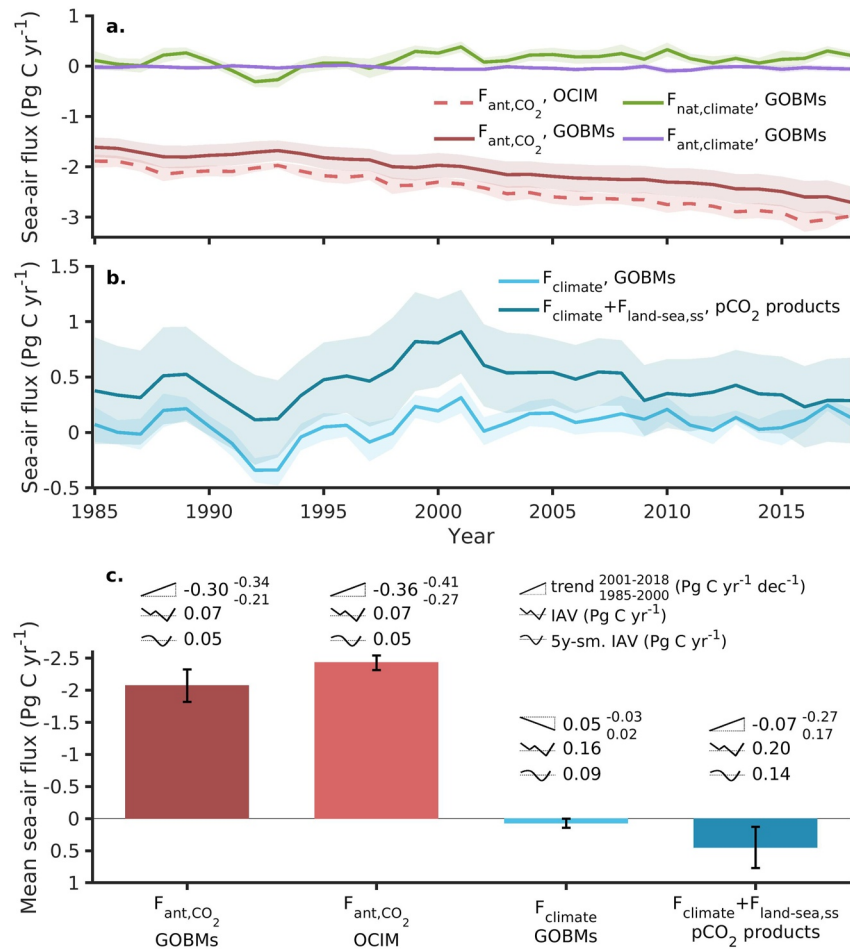 a.
Sea-air flux (Pg C yr⁻¹)
1
0
-1
-2
-3
F_ant,CO₂, OCIM
F_nat,climate, GOBMs
F_ant,CO₂, GOBMs
F_ant,climate, GOBMs
1990
1995
2000
2005
2010
2015
b.
Sea-air flux (Pg C yr⁻¹)
1.5
1
0.5
0
-0.5
F_climate, GOBMs
F_climate+F_land-sea,ss, pCO₂ products
1985
1990
1995
2000
2005
2010
2015
Year
c.
-0.30 -0.34 -0.21
0.07
0.05
-0.36 -0.41 -0.27
0.07
0.05
trend 2001-2018 1985-2000 (Pg C yr⁻¹ dec⁻¹)
IAV (Pg C yr⁻¹)
5y-sm. IAV (Pg C yr⁻¹)
0.05 -0.03 0.02
0.16
0.09
-0.07 -0.27 0.17
0.20
0.14
Mean sea-air flux (Pg C yr⁻¹)
-2.5
-2
-1.5
-1
-0.5
0
0.5
1
F_ant,CO₂
GOBMs
F_ant,CO₂
OCIM
F_climate
GOBMs
F_climate+F_land-sea,ss
pCO₂ products